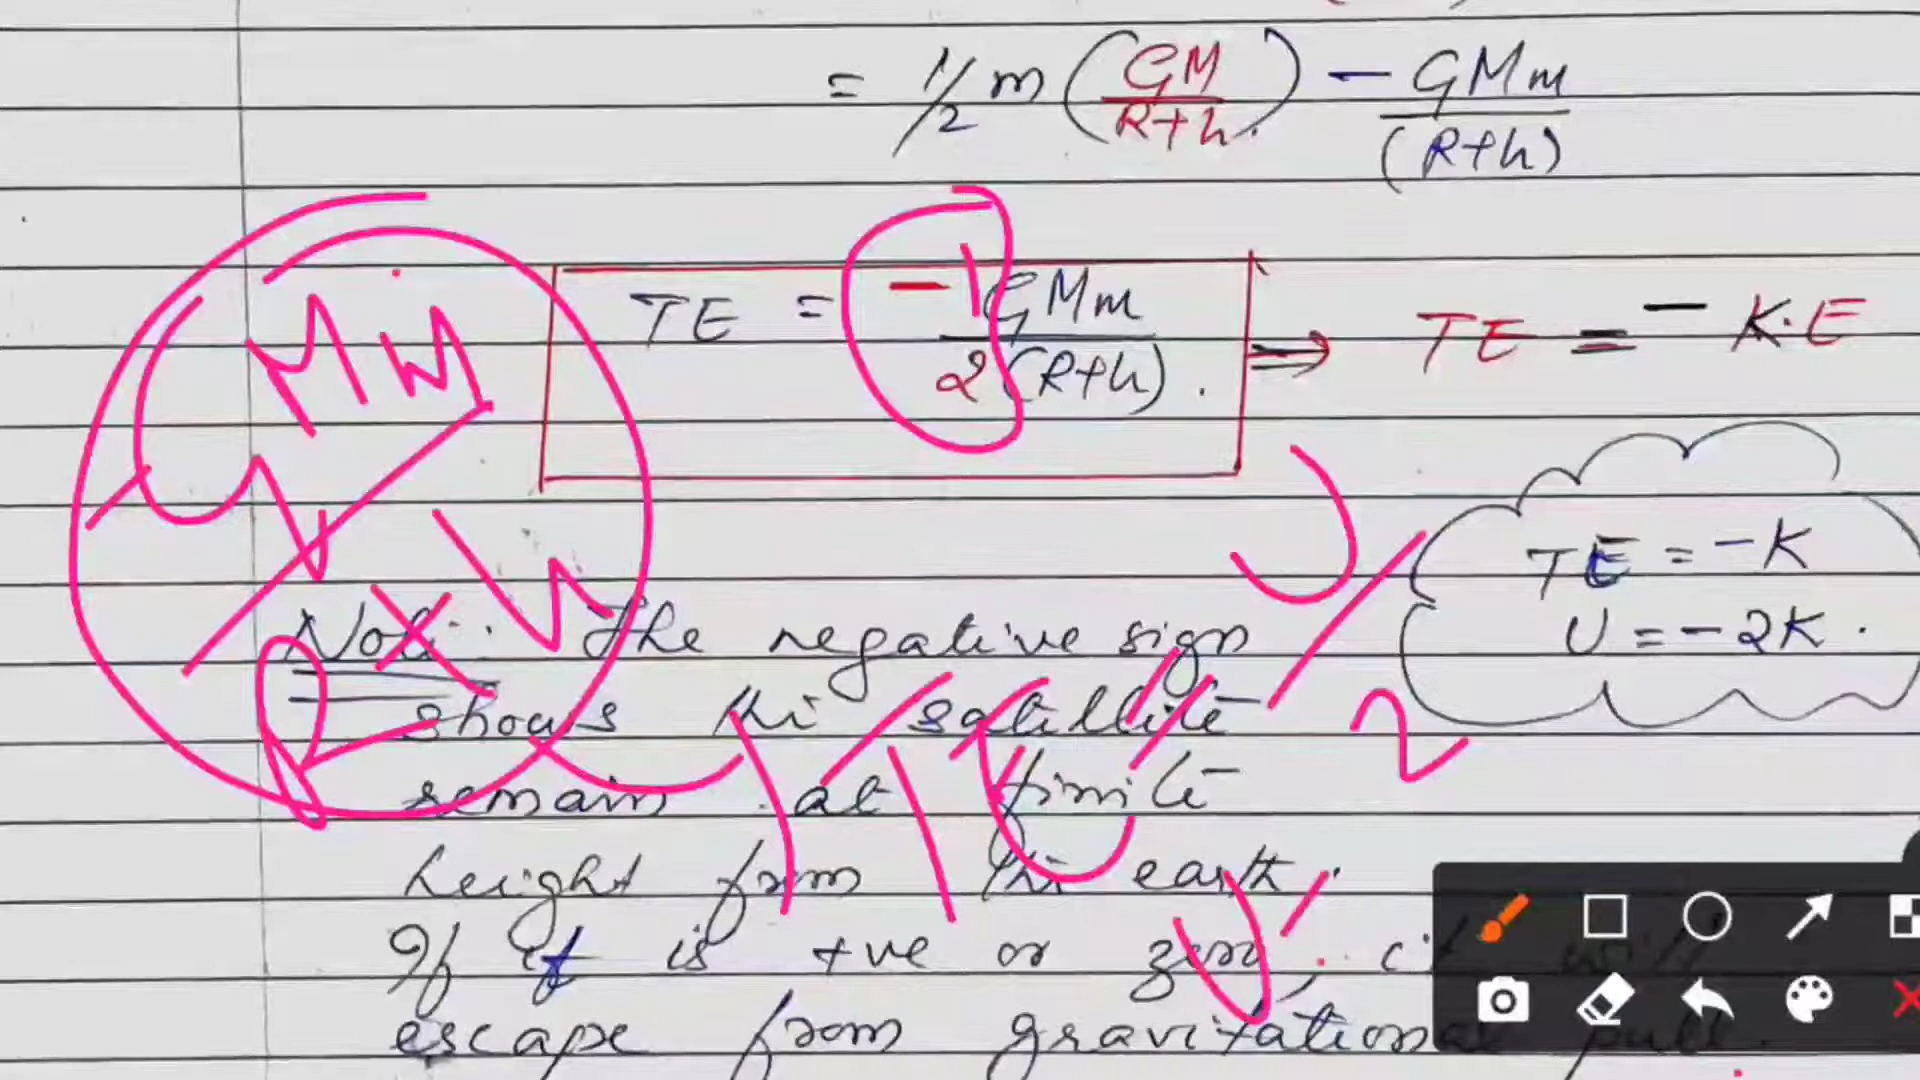 = 1/2 m (GM/R+h) - GMm/(R+h)
TE = - GMm/2(R+h). ⇒ TE = - K.E
TE = -K
U = -2K.
Note: The negative sign
shows the satellite
remain at finite
height from the earth.
If it is +ve or zero, it will
escape from gravitational pull.